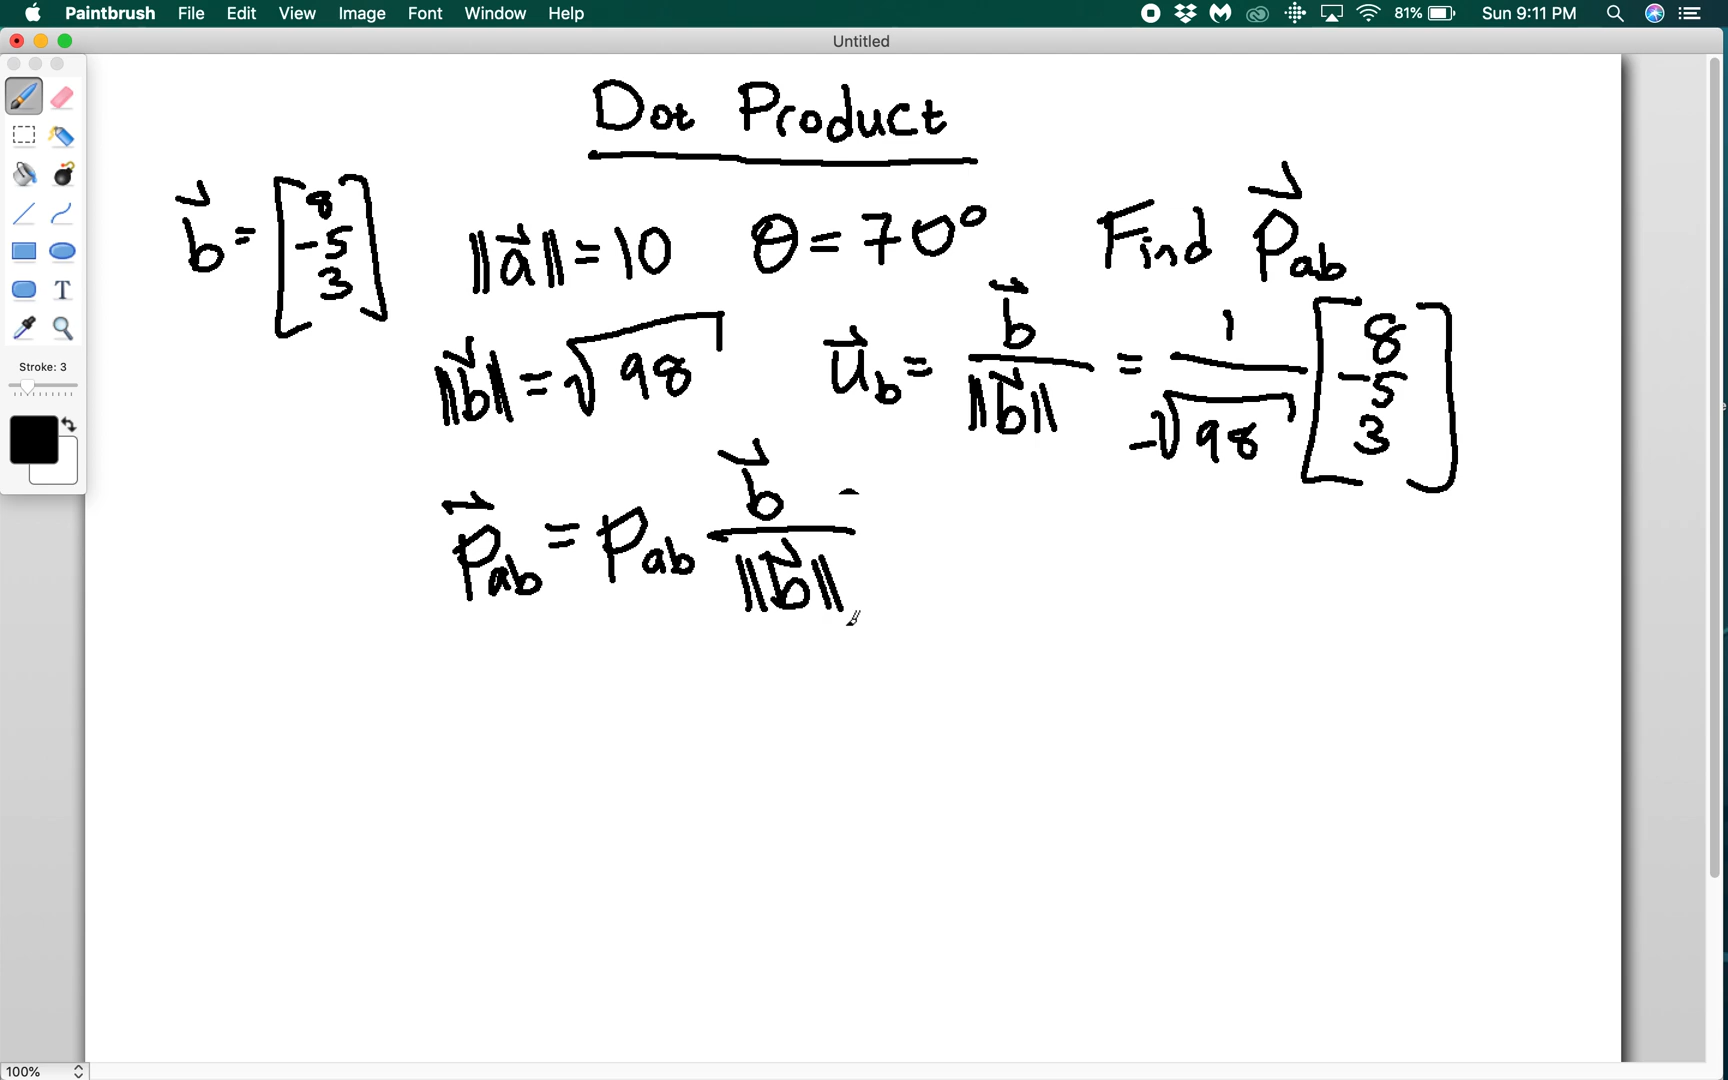 Paintbrush File Edit View Image Font Window Help 81% Sun 9:11 PM
Untitled
Dot Product
b⃗ = [8 -5 3] ||a⃗|| = 10 θ = 70° Find P⃗ab
||b⃗|| = √98 u⃗b = b⃗ / ||b⃗|| = 1/√98 [8 -5 3]
P⃗ab = Pab b⃗ / ||b⃗||
T
Stroke: 3
100%